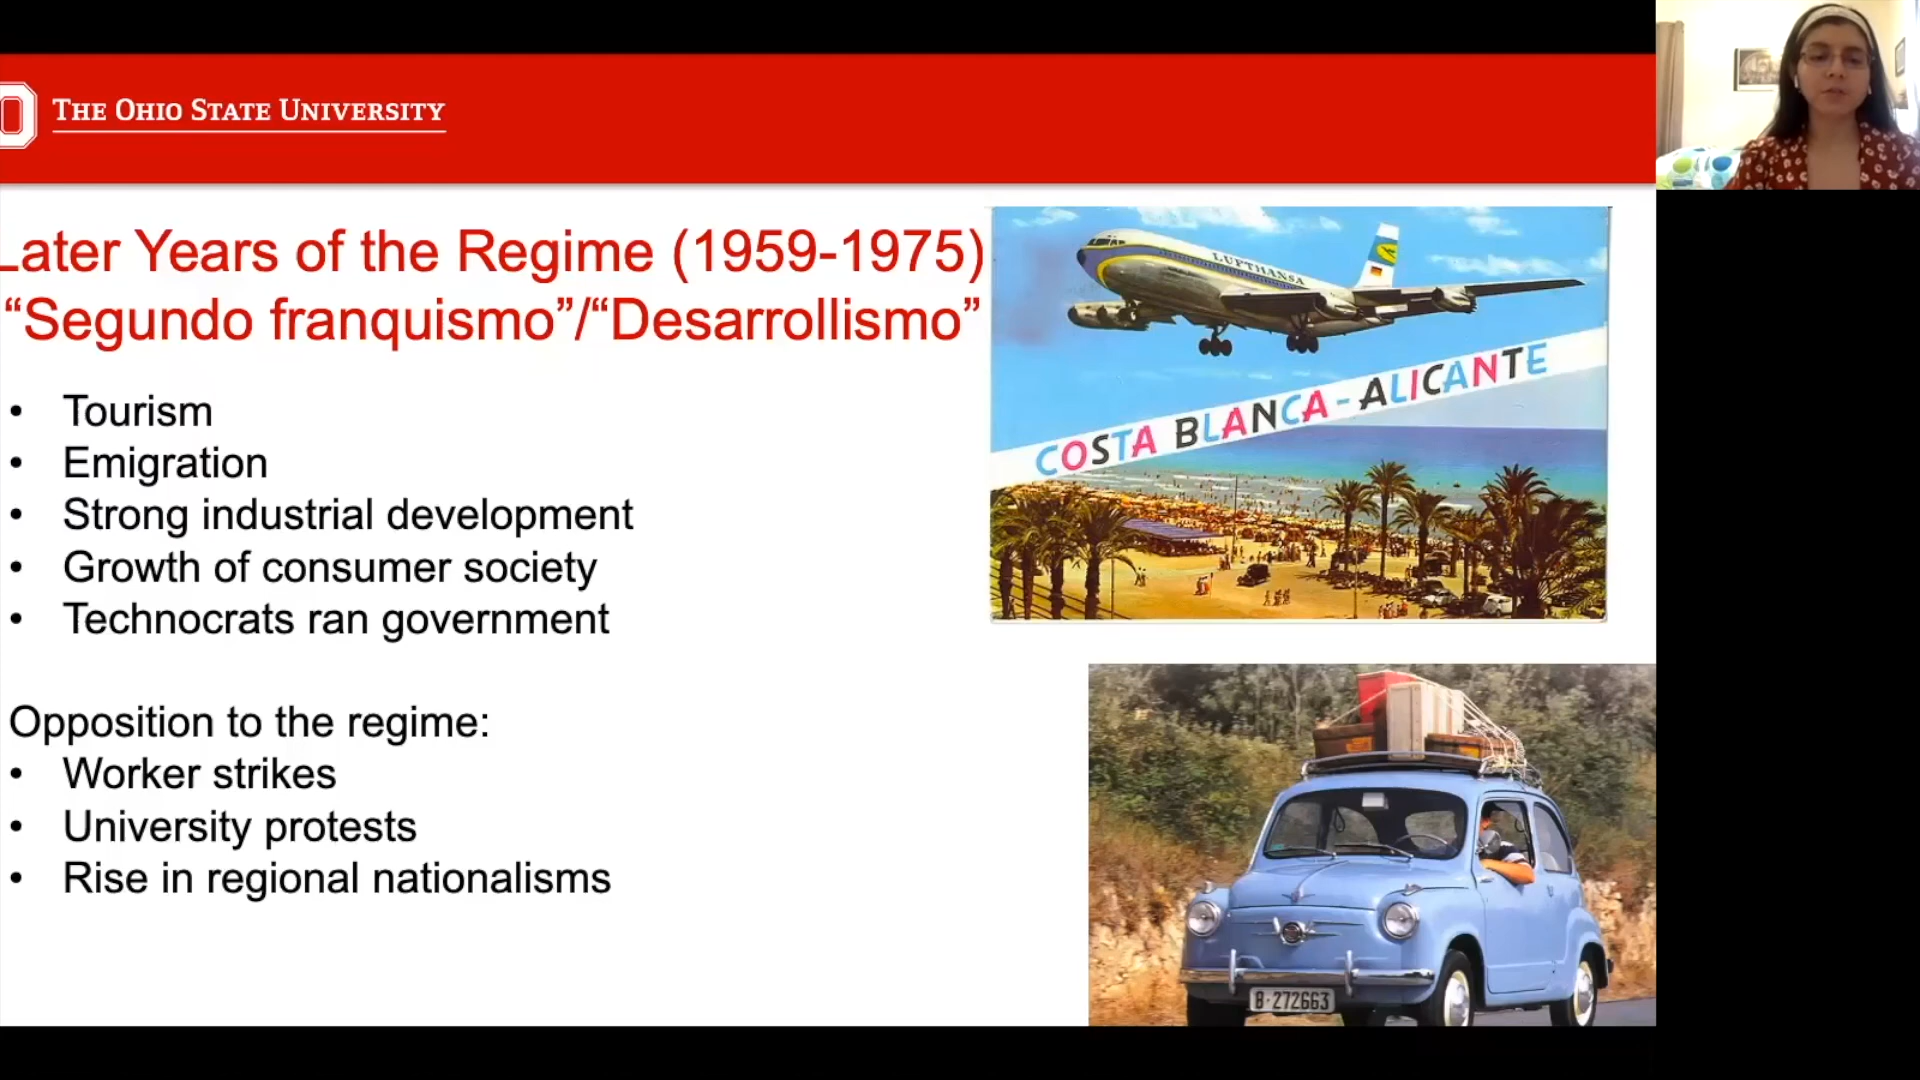 THE OHIO STATE UNIVERSITY
Later Years of the Regime (1959-1975)
“Segundo franquismo”/“Desarrollismo”
• Tourism
• Emigration
• Strong industrial development
• Growth of consumer society
• Technocrats ran government
Opposition to the regime:
• Worker strikes
• University protests
• Rise in regional nationalisms
LUFTHANSA
COSTA BLANCA-ALICANTE
B·272663